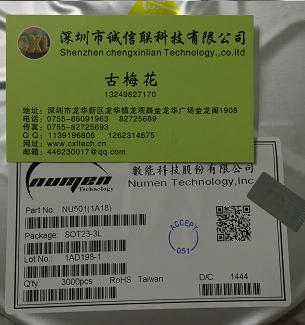 CXL
深圳市诚信联科技有限公司
Shenzhen chengxinlian Technology.,co.ltd
古梅花
13249827170
地址:深圳市龙华新区龙华镇龙观路金龙华广场金龙阁1908
电话:0755-86091963 82725689
传真:0755-82725693
Q Q:1139196806 1262314675
网址:www.cxltech.cn
邮箱:446230017@qq.com
numen
Technology
數能科技股份有限公司
Numen Technology,Inc
Part No: NU501(1A18)
Package: SOT23-3L
Lot No.: 1AD198-1
Q'ty: 3000pcs RoHS Taiwan D/C: 1444
ACCEPT
051